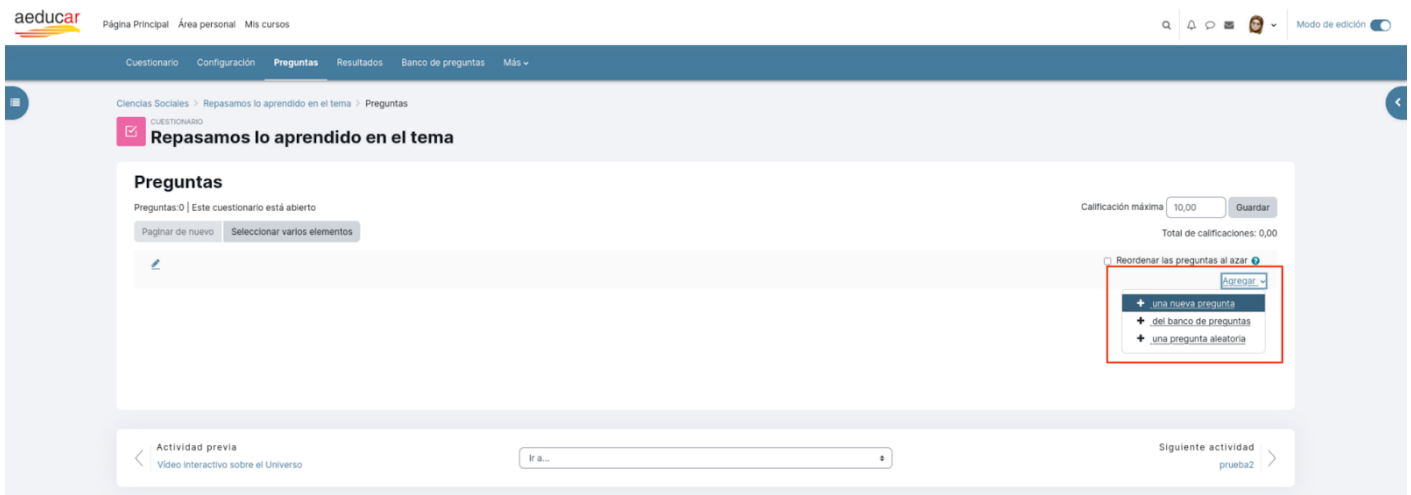 aeducar
Página Principal Área personal Mis cursos
Modo de edición
Cuestionario Configuración Preguntas Resultados Banco de preguntas Más
Ciencias Sociales > Repasamos lo aprendido en el tema > Preguntas
CUESTIONARIO
Repasamos lo aprendido en el tema
Preguntas
Preguntas:0 | Este cuestionario está abierto
Calificación máxima 10,00 Guardar
Paginar de nuevo Seleccionar varios elementos
Total de calificaciones: 0,00
Reordenar las preguntas al azar
Agregar
+ una nueva pregunta
+ del banco de preguntas
+ una pregunta aleatoria
Actividad previa
Vídeo interactivo sobre el Universo
Ir a...
Siguiente actividad
prueba2